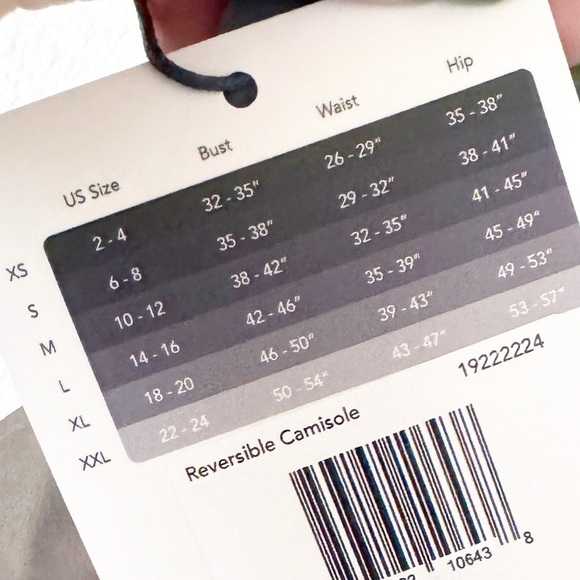 US Size Bust Waist Hip
XS 2 - 4 32 - 35" 26 - 29" 35 - 38"
S 6 - 8 35 - 38" 29 - 32" 38 - 41"
M 10 - 12 38 - 42" 32 - 35" 41 - 45"
L 14 - 16 42 - 46" 35 - 39" 45 - 49"
XL 18 - 20 46 - 50" 39 - 43" 49 - 53"
XXL 22 - 24 50 - 54" 43 - 47" 53 - 57"
19222224
Reversible Camisole
10643 8